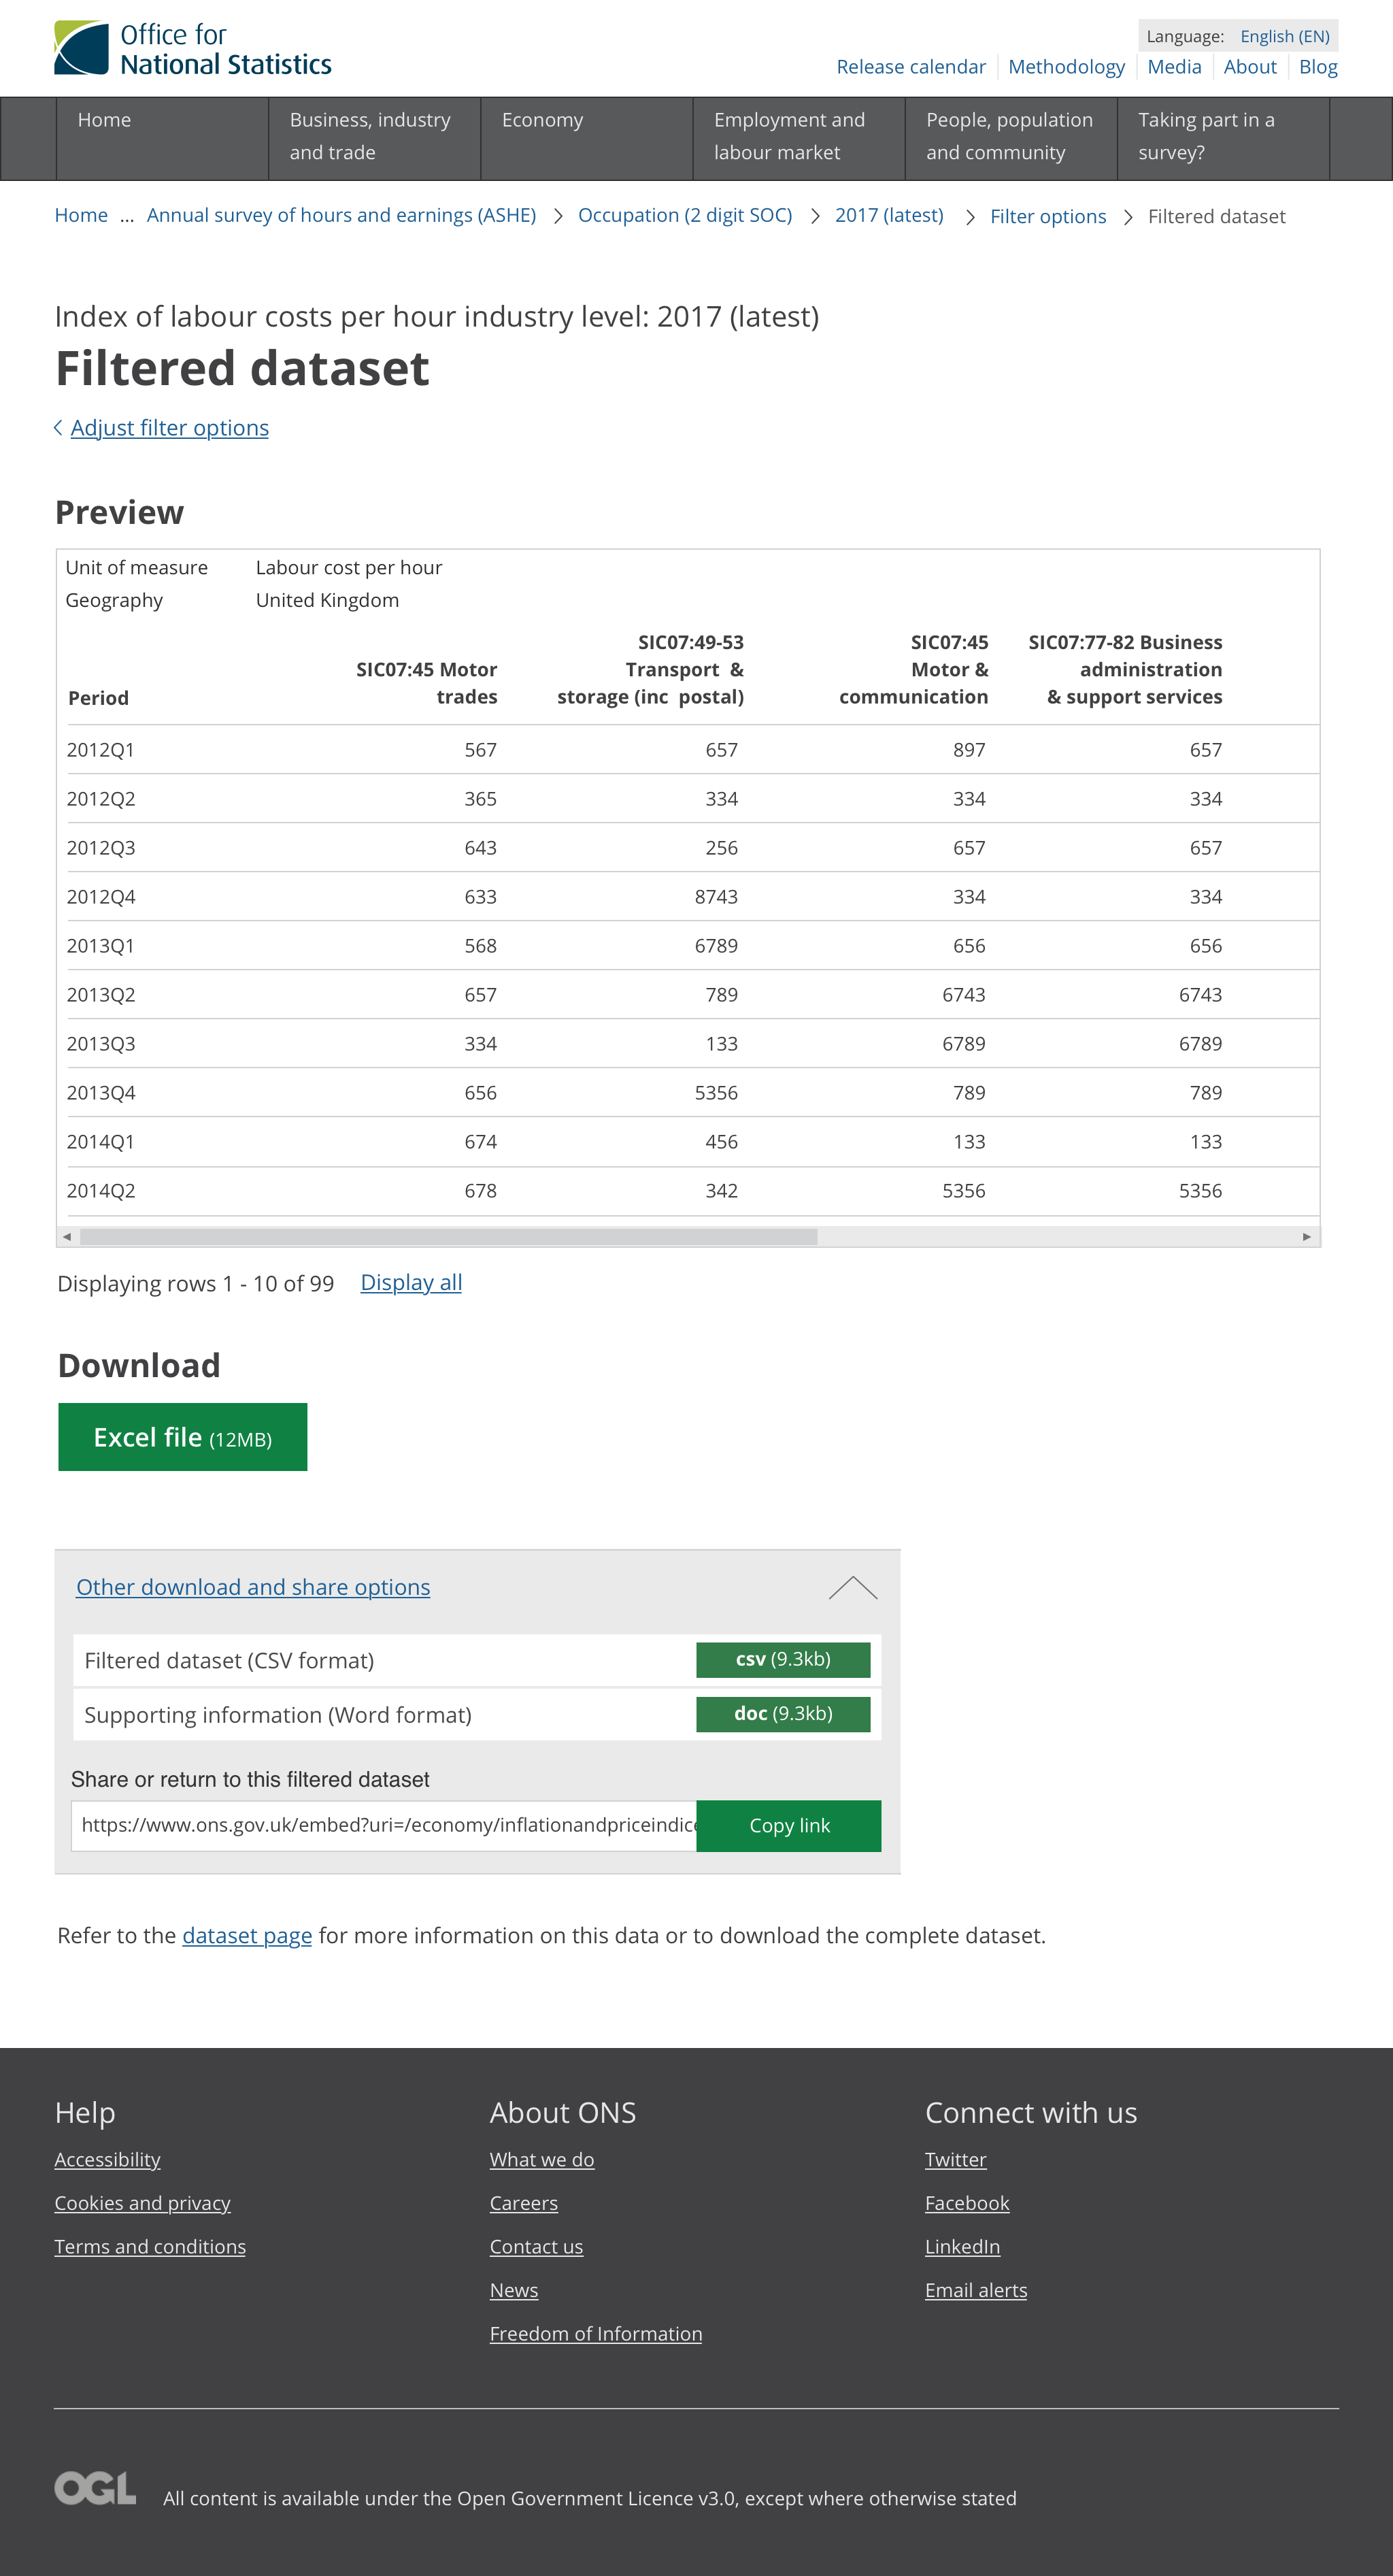 Office for
National Statistics
Language: English (EN)
Release calendar Methodology Media About Blog
Home Business, industry and trade Economy Employment and labour market People, population and community Taking part in a survey?
Home ... Annual survey of hours and earnings (ASHE) > Occupation (2 digit SOC) > 2017 (latest) > Filter options > Filtered dataset
Index of labour costs per hour industry level: 2017 (latest)
Filtered dataset
Adjust filter options
Preview
Unit of measure Labour cost per hour
Geography United Kingdom
Period SIC07:45 Motor trades SIC07:49-53 Transport & storage (inc postal) SIC07:45 Motor & communication SIC07:77-82 Business administration & support services
2012Q1 567 657 897 657
2012Q2 365 334 334 334
2012Q3 643 256 657 657
2012Q4 633 8743 334 334
2013Q1 568 6789 656 656
2013Q2 657 789 6743 6743
2013Q3 334 133 6789 6789
2013Q4 656 5356 789 789
2014Q1 674 456 133 133
2014Q2 678 342 5356 5356
Displaying rows 1 - 10 of 99 Display all
Download
Excel file (12MB)
Other download and share options
Filtered dataset (CSV format) csv (9.3kb)
Supporting information (Word format) doc (9.3kb)
Share or return to this filtered dataset
https://www.ons.gov.uk/embed?uri=/economy/inflationandpriceindice Copy link
Refer to the dataset page for more information on this data or to download the complete dataset.
Help About ONS Connect with us
Accessibility What we do Twitter
Cookies and privacy Careers Facebook
Terms and conditions Contact us LinkedIn
News Email alerts
Freedom of Information
OGL All content is available under the Open Government Licence v3.0, except where otherwise stated